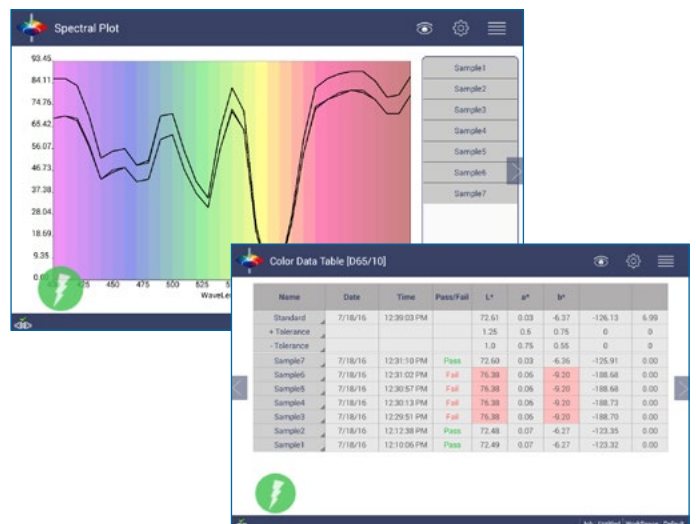 Spectral Plot
93.45
84.11
74.76
65.42
56.07
46.73
37.38
28.04
18.69
9.35
450 475 500 525
Sample1
Sample2
Sample3
Sample4
Sample5
Sample6
Sample7
Color Data Table [D65/10]
Name Date Time Pass/Fail L* a* b*
Standard 7/18/16 12:39:03 PM 72.61 0.03 -6.37 -126.13 6.99
+ Tolerance 1.25 0.5 0.75 0 0
- Tolerance 1.0 0.75 0.55 0 0
Sample7 7/18/16 12:31:10 PM Pass 72.60 0.03 -6.36 -125.91 0.00
Sample6 7/18/16 12:31:02 PM Fail 76.38 0.06 -9.20 -188.68 0.00
Sample5 7/18/16 12:30:57 PM Fail 76.38 0.06 -9.20 -188.68 0.00
Sample4 7/18/16 12:30:13 PM Fail 76.38 0.06 -9.20 -188.73 0.00
Sample3 7/18/16 12:29:51 PM Fail 76.38 0.06 -9.20 -188.70 0.00
Sample2 7/18/16 12:12:38 PM Pass 72.48 0.07 -6.27 -123.35 0.00
Sample1 7/18/16 12:10:06 PM Pass 72.49 0.07 -6.27 -123.32 0.00